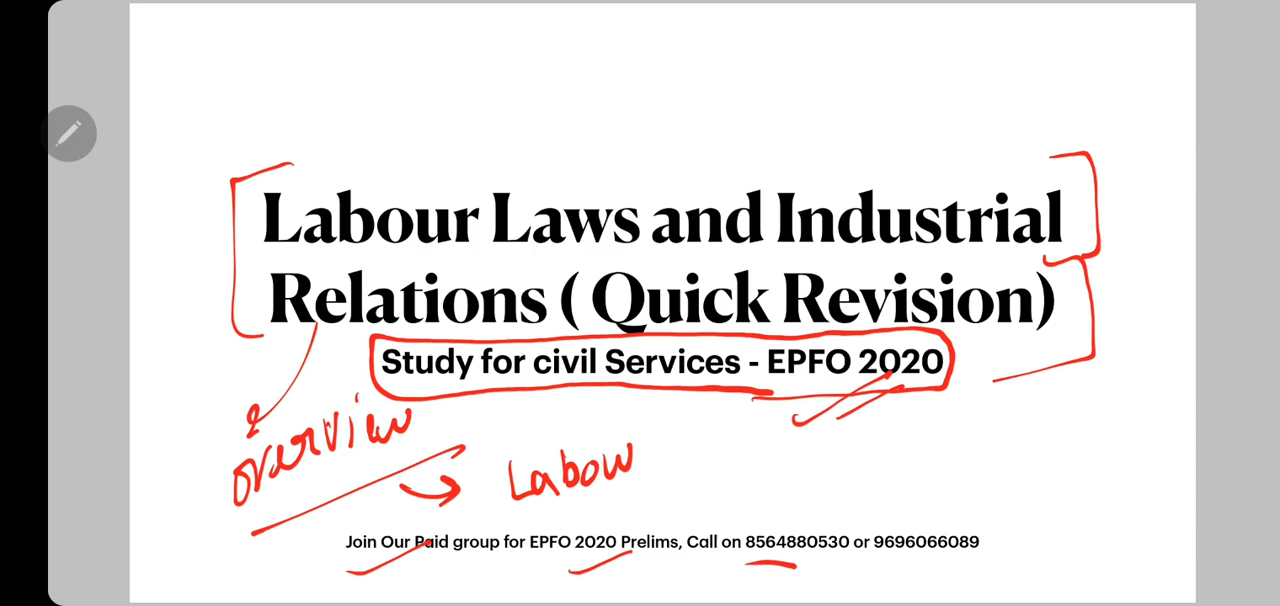 Labour Laws and Industrial
Relations ( Quick Revision)
Study for civil Services - EPFO 2020
overview
Labour
Join Our Paid group for EPFO 2020 Prelims, Call on 8564880530 or 9696066089